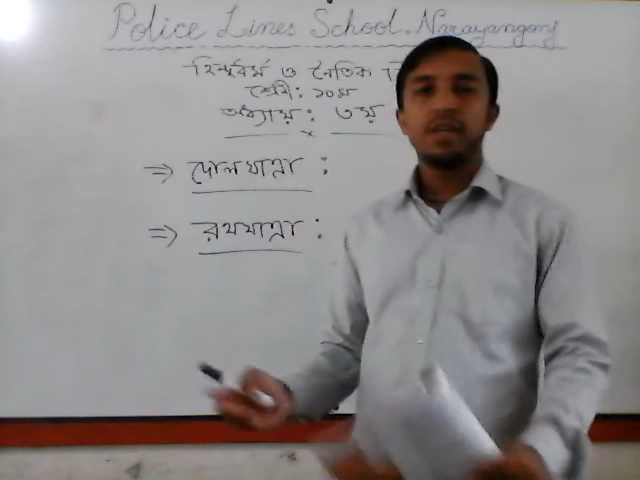 Police Lines School, Narayanganj
হিন্দুধর্ম ও নৈতিক
শ্রেণী: ১০ম
অধ্যায়: ৩য়
x
⇒ দোলযাত্রা :
⇒ রথযাত্রা :